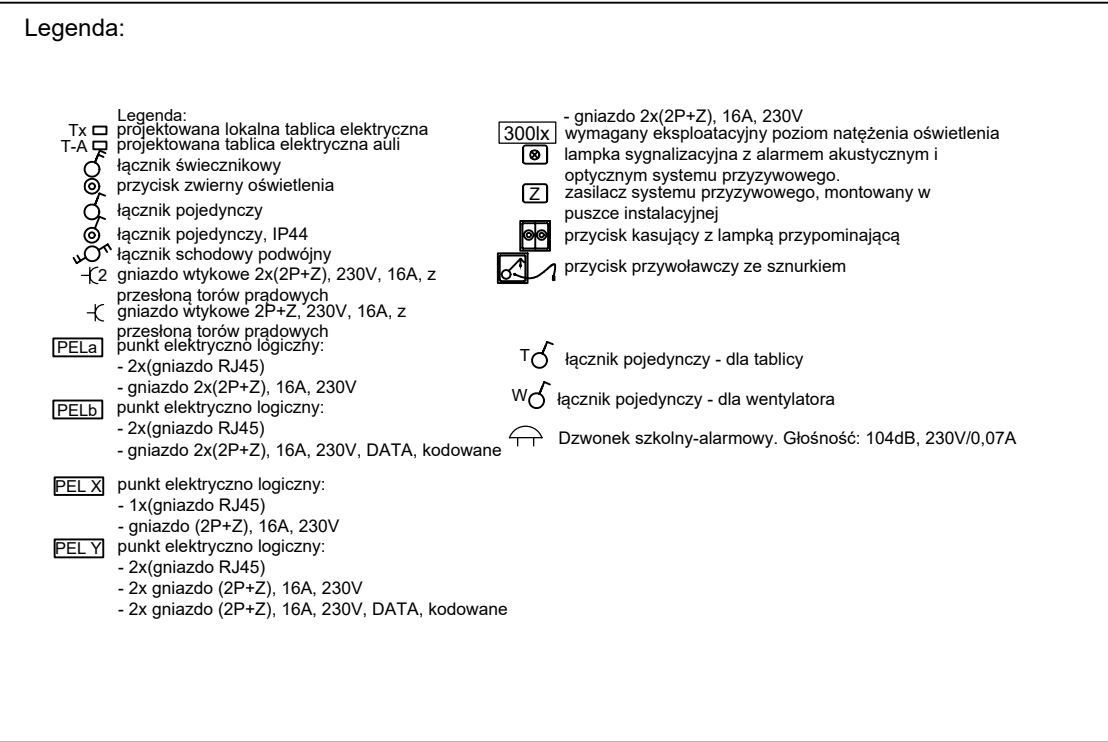 Legenda:
Legenda:
Tx projektowana lokalna tablica elektryczna
T-A projektowana tablica elektryczna auli
łącznik świecznikowy
przycisk zwierny oświetlenia
łącznik pojedynczy
łącznik pojedynczy, IP44
łącznik schodowy podwójny
2 gniazdo wtykowe 2x(2P+Z), 230V, 16A, z
przesłoną torów prądowych
gniazdo wtykowe 2P+Z, 230V, 16A, z
przesłoną torów prądowych
PELa punkt elektryczno logiczny:
- 2x(gniazdo RJ45)
- gniazdo 2x(2P+Z), 16A, 230V
PELb punkt elektryczno logiczny:
- 2x(gniazdo RJ45)
- gniazdo 2x(2P+Z), 16A, 230V, DATA, kodowane
PEL X punkt elektryczno logiczny:
- 1x(gniazdo RJ45)
- gniazdo (2P+Z), 16A, 230V
PEL Y punkt elektryczno logiczny:
- 2x(gniazdo RJ45)
- 2x gniazdo (2P+Z), 16A, 230V
- 2x gniazdo (2P+Z), 16A, 230V, DATA, kodowane
- gniazdo 2x(2P+Z), 16A, 230V
300lx wymagany eksploatacyjny poziom natężenia oświetlenia
lampka sygnalizacyjna z alarmem akustycznym i
optycznym systemu przyzywowego.
Z zasilacz systemu przyzywowego, montowany w
puszce instalacyjnej
przycisk kasujący z lampką przypominającą
przycisk przywoławczy ze sznurkiem
T łącznik pojedynczy - dla tablicy
W łącznik pojedynczy - dla wentylatora
Dzwonek szkolny-alarmowy. Głośność: 104dB, 230V/0,07A